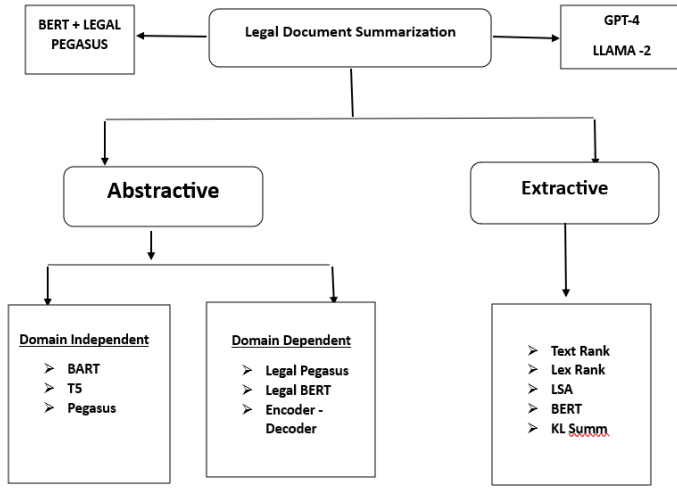 BERT + LEGAL
PEGASUS
Legal Document Summarization
GPT-4
LLAMA -2
Abstractive
Extractive
Domain Independent
➢ BART
➢ T5
➢ Pegasus
Domain Dependent
➢ Legal Pegasus
➢ Legal BERT
➢ Encoder -
Decoder
➢ Text Rank
➢ Lex Rank
➢ LSA
➢ BERT
➢ KL Summ